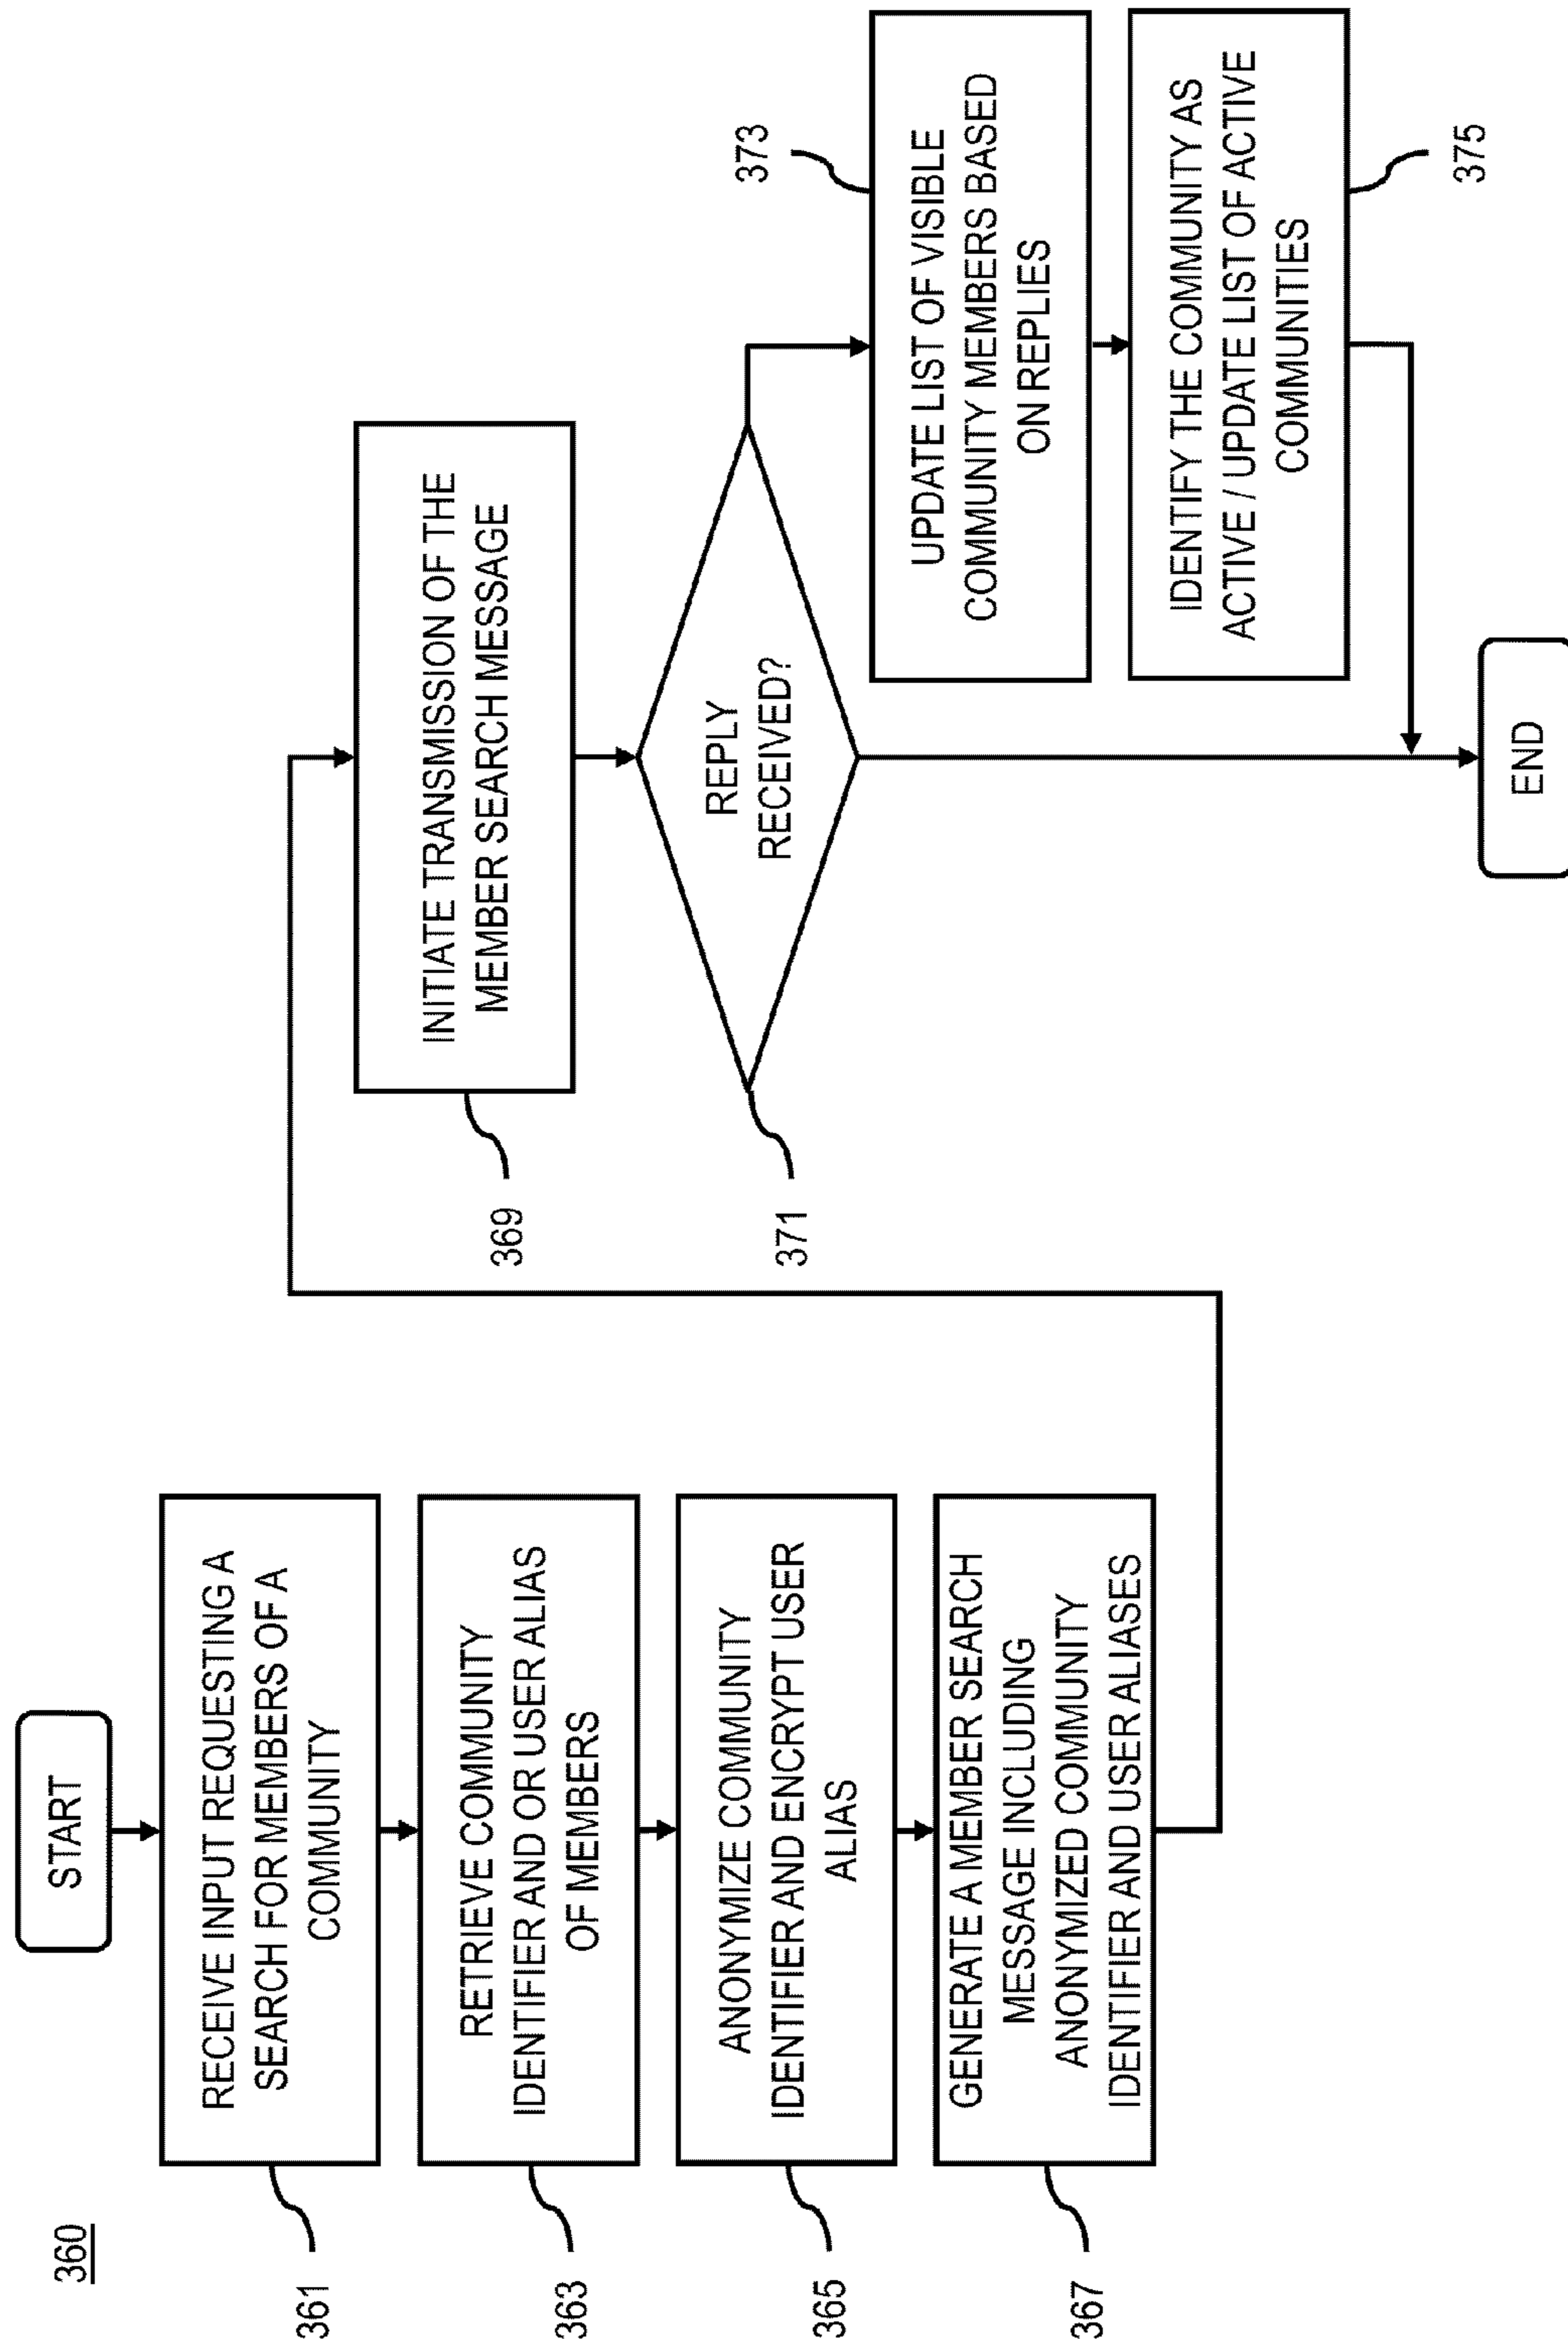 360
START
361
RECEIVE INPUT REQUESTING A
SEARCH FOR MEMBERS OF A
COMMUNITY
363
RETRIEVE COMMUNITY
IDENTIFIER AND OR USER ALIAS
OF MEMBERS
365
ANONYMIZE COMMUNITY
IDENTIFIER AND ENCRYPT USER
ALIAS
367
GENERATE A MEMBER SEARCH
MESSAGE INCLUDING
ANONYMIZED COMMUNITY
IDENTIFIER AND USER ALIASES
369
INITIATE TRANSMISSION OF THE
MEMBER SEARCH MESSAGE
371
REPLY
RECEIVED?
373
UPDATE LIST OF VISIBLE
COMMUNITY MEMBERS BASED
ON REPLIES
IDENTIFY THE COMMUNITY AS
ACTIVE / UPDATE LIST OF ACTIVE
COMMUNITIES
375
END